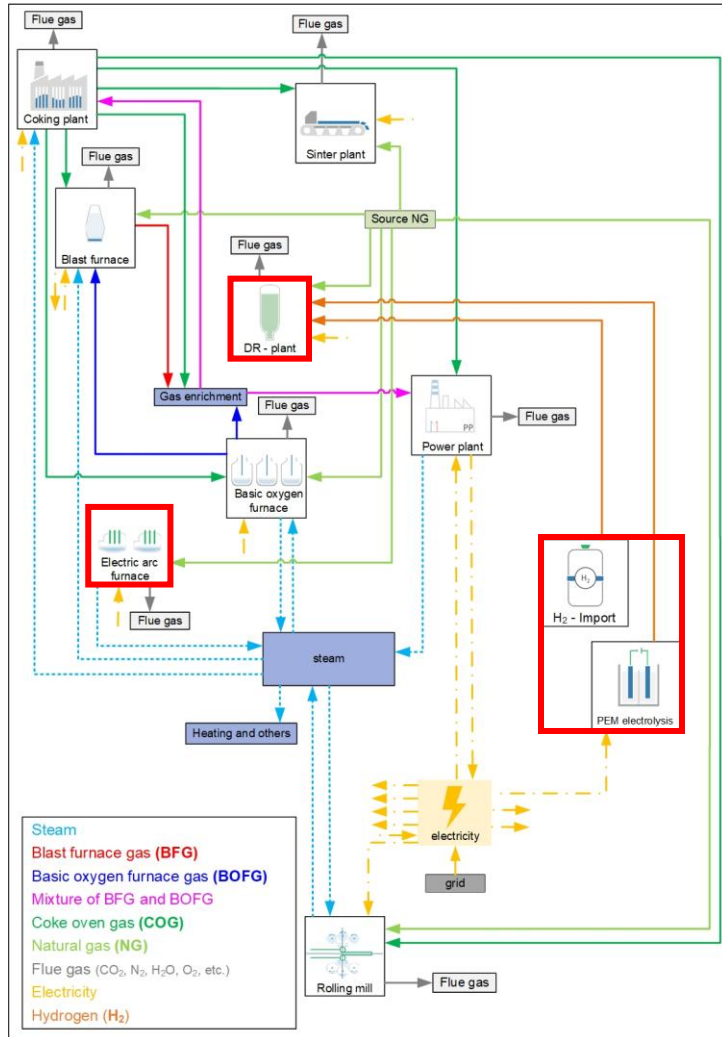 Flue gas
Flue gas
Coking plant
Sinter plant
Flue gas
Blast furnace
Source NG
Flue gas
DR - plant
Gas enrichment
Flue gas
PP
Power plant
Flue gas
Basic oxygen
furnace
Electric arc
furnace
Flue gas
H₂
H₂ - Import
steam
PEM electrolysis
Heating and others
electricity
grid
Rolling mill
Flue gas
Steam
Blast furnace gas (BFG)
Basic oxygen furnace gas (BOFG)
Mixture of BFG and BOFG
Coke oven gas (COG)
Natural gas (NG)
Flue gas (CO₂, N₂, H₂O, O₂, etc.)
Electricity
Hydrogen (H₂)